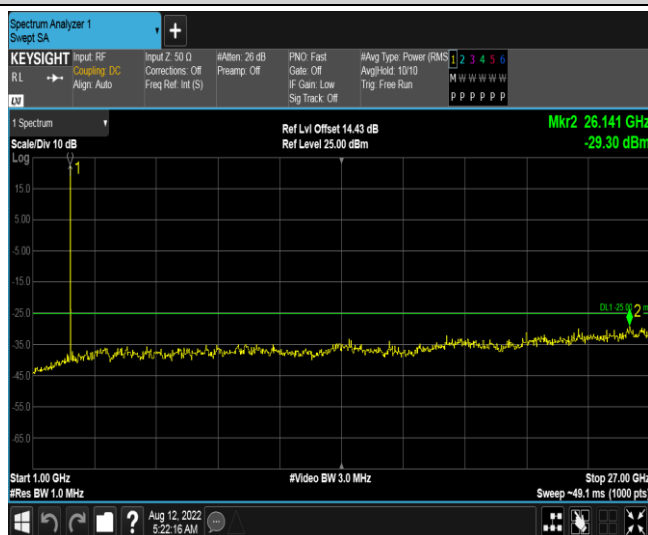 Spectrum Analyzer 1
Swept SA
+
KEYSIGHT
RL
LXI
Input: RF
Coupling: DC
Align: Auto
Input Z: 50 Ω
Corrections: Off
Freq Ref: Int (S)
#Atten: 26 dB
Preamp: Off
PNO: Fast
Gate: Off
IF Gain: Low
Sig Track: Off
#Avg Type: Power (RMS
Avg|Hold: 10/10
Trig: Free Run
1 2 3 4 5 6
M W W W W W
P P P P P P
1 Spectrum
Scale/Div 10 dB
Ref Lvl Offset 14.43 dB
Ref Level 25.00 dBm
Mkr2 26.141 GHz
-29.30 dBm
Log
1
15.0
5.00
-5.00
-15.0
-25.0
DL1 -25.00
2
-35.0
-45.0
-55.0
-65.0
Start 1.00 GHz
#Video BW 3.0 MHz
Stop 27.00 GHz
#Res BW 1.0 MHz
Sweep ~49.1 ms (1000 pts)
?
Aug 12, 2022
5:22:16 AM